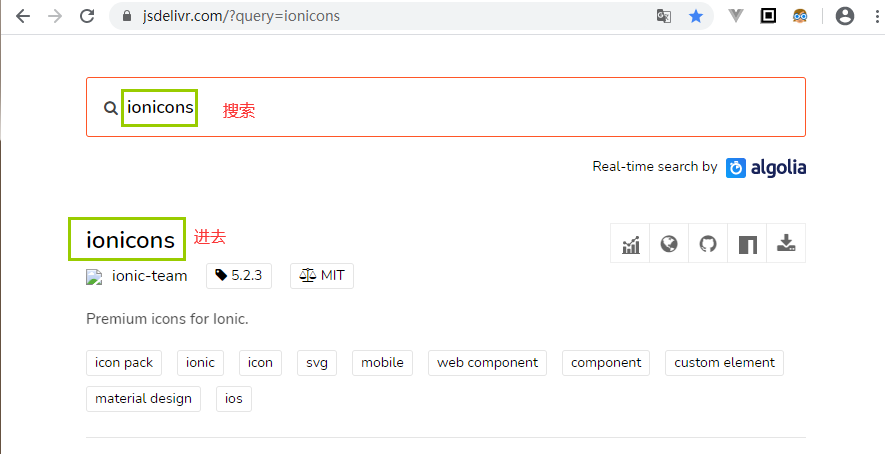 jsdelivr.com/?query=ionicons
ionicons 搜索
Real-time search by algolia
ionicons 进去
ionic-team 5.2.3 MIT
Premium icons for Ionic.
icon pack ionic icon svg mobile web component component custom element
material design ios